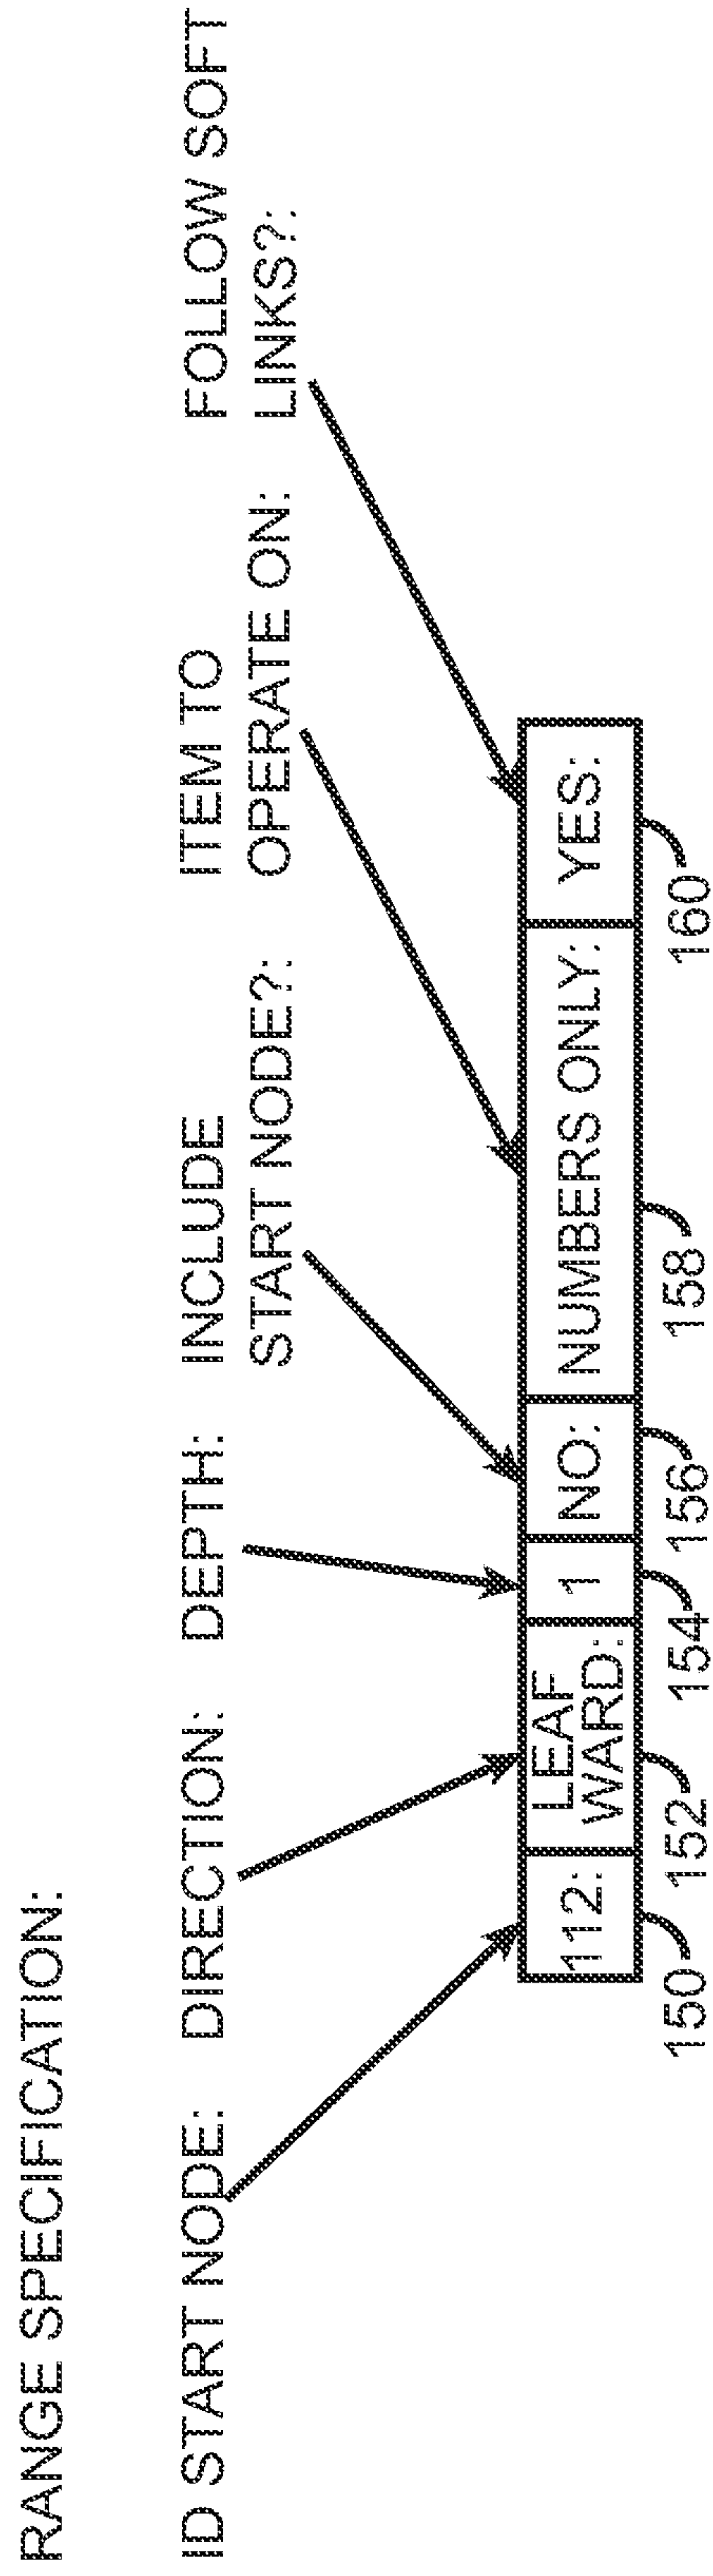 RANGE SPECIFICATION:
ID START NODE:
DIRECTION:
DEPTH:
INCLUDE
START NODE?:
ITEM TO
OPERATE ON:
FOLLOW SOFT
LINKS?:
112:
LEAF
WARD:
1
NO:
NUMBERS ONLY:
YES:
150
152
154
156
158
160